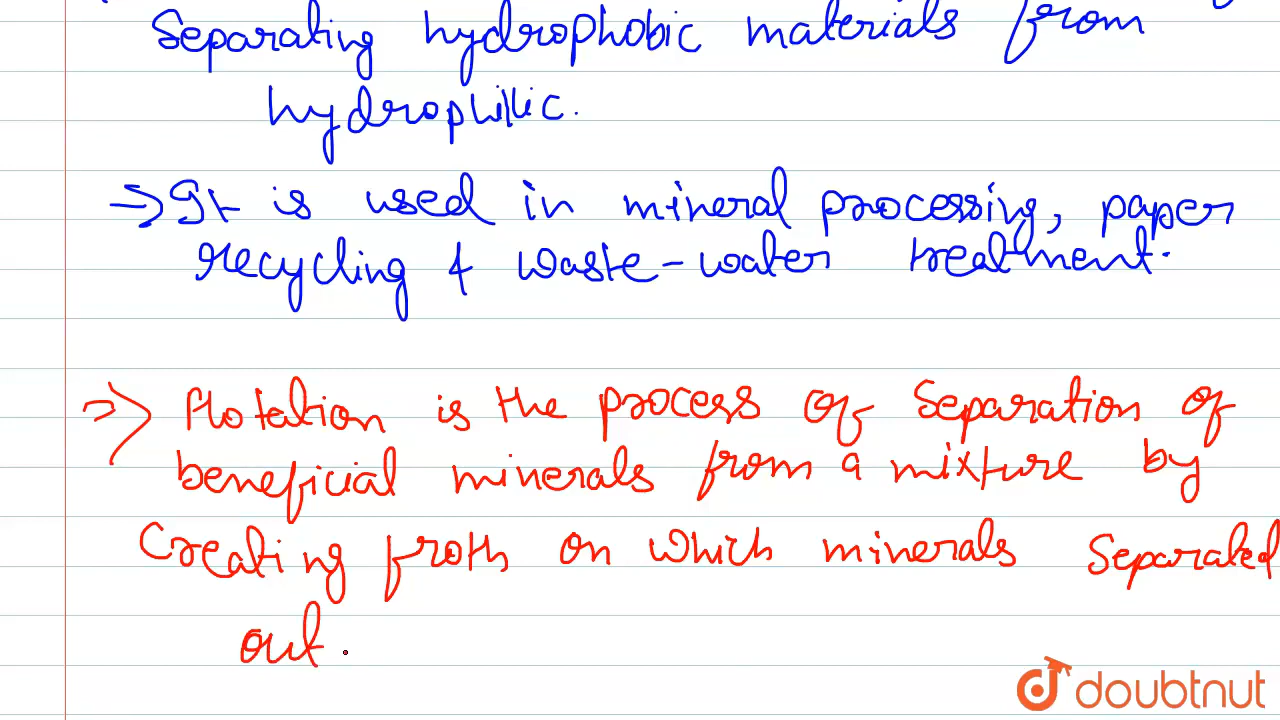 Separating hydrophobic materials from
hydrophillic.
⇒ It is used in mineral processing, paper
recycling & waste-water treatment.
⇒ Flotation is the process of Separation of
beneficial minerals from a mixture by
Creating froth on which minerals Separated
out.
doubtnut